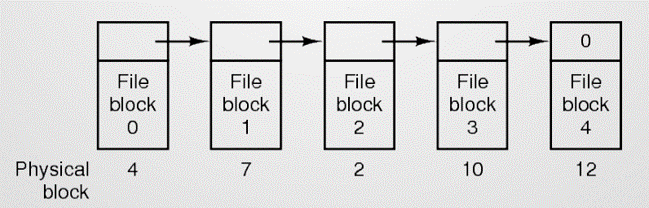 0
File block 0
File block 1
File block 2
File block 3
File block 4
Physical block 4 7 2 10 12